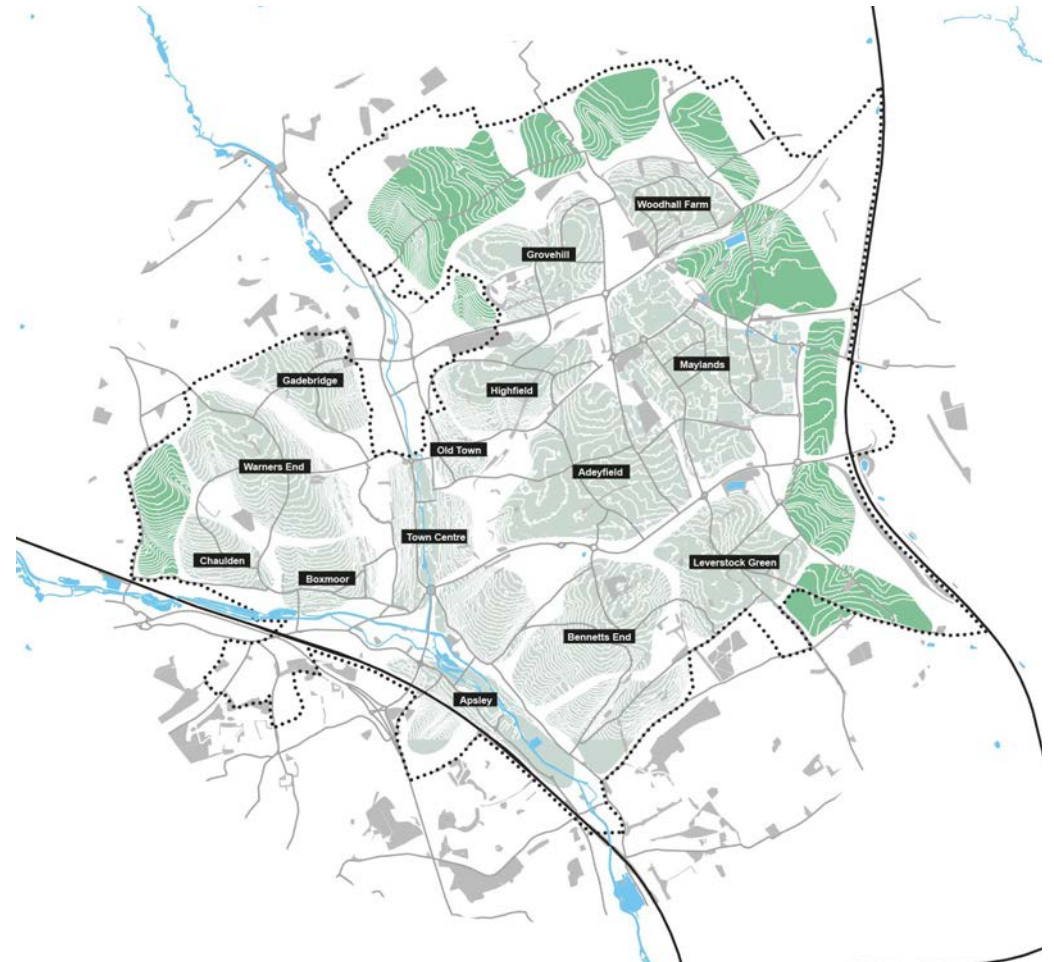 Woodhall Farm
Grovehill
Maylands
Gadebridge
Highfield
Old Town
Warners End
Adeyfield
Town Centre
Chaulden
Leverstock Green
Boxmoor
Bennetts End
Apsley